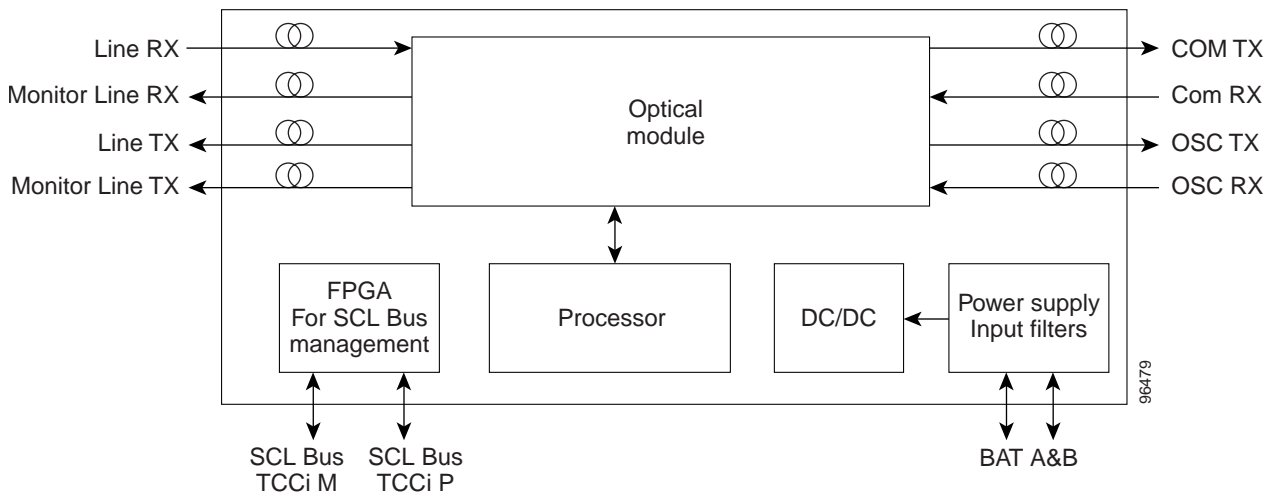 Line RX
COM TX
Monitor Line RX
Com RX
Line TX
OSC TX
Monitor Line TX
OSC RX
Optical
module
FPGA
For SCL Bus
management
Processor
DC/DC
Power supply
Input filters
96479
SCL Bus
TCCi M
SCL Bus
TCCi P
BAT A&B